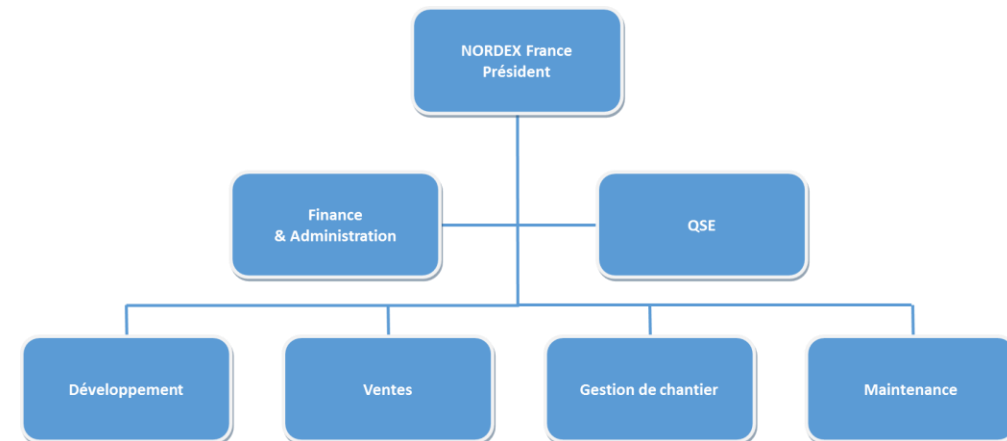 NORDEX France
Président
Finance
& Administration
QSE
Développement
Ventes
Gestion de chantier
Maintenance